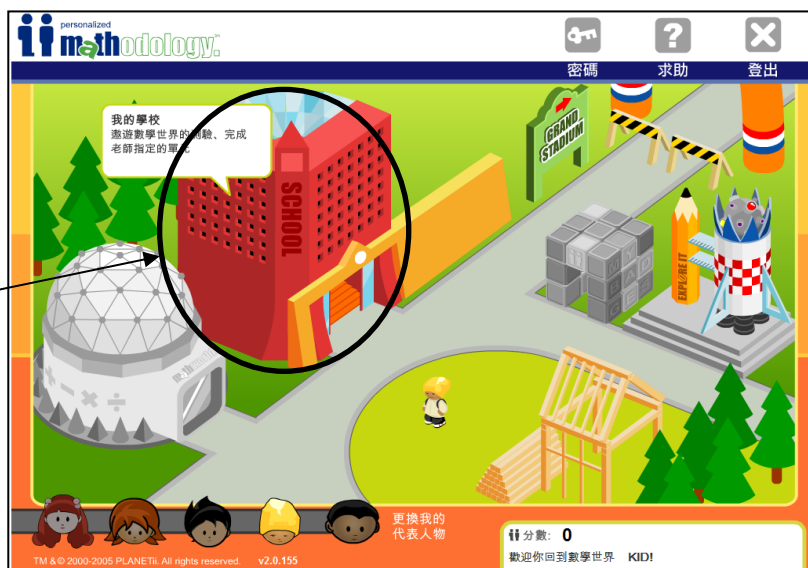 personalized
mathodology™
密碼
求助
登出
我的學校
遨遊數學世界的測驗、完成
老師指定的單元
SCHOOL
GRAND
STADIUM
EXPLORE IT
mathodology
更換我的
代表人物
分數: 0
歡迎你回到數學世界 KID!
TM & © 2000-2005 PLANETii. All rights reserved. v2.0.155